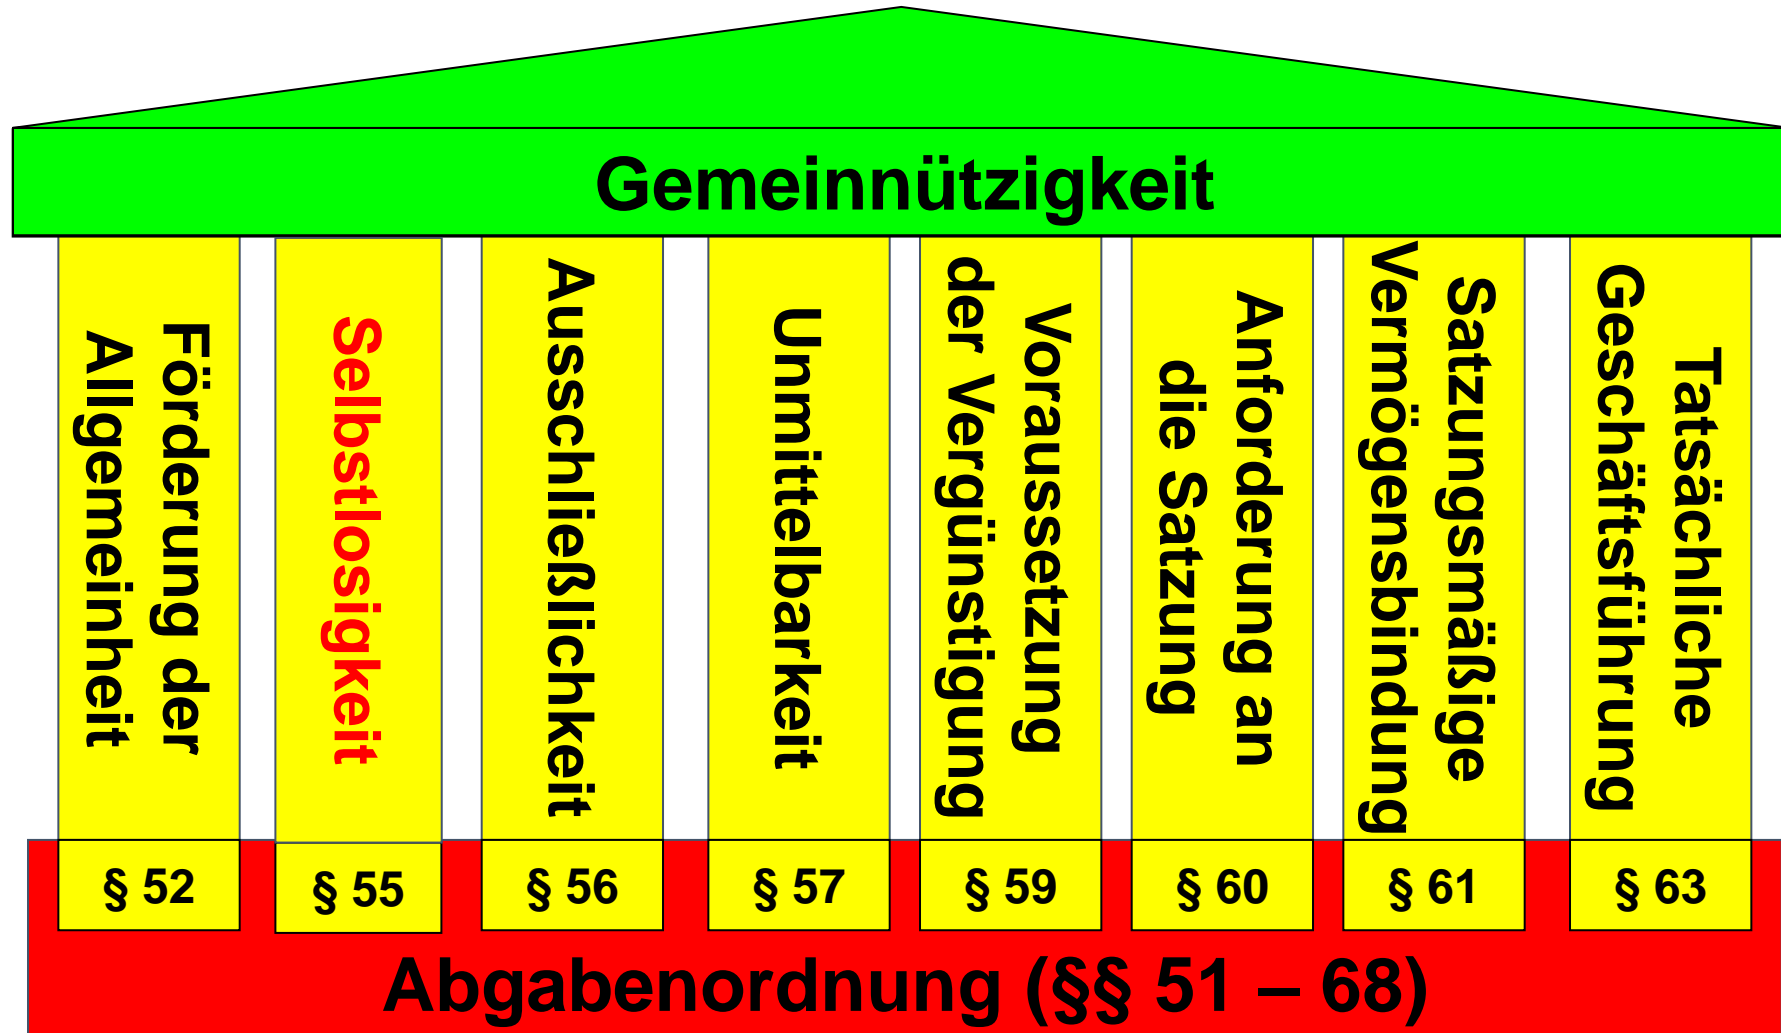 Gemeinnützigkeit
Förderung der
Allgemeinheit
Selbstlosigkeit
Ausschließlichkeit
Unmittelbarkeit
Voraussetzung
der Vergünstigung
Anforderung an
die Satzung
Satzungsmäßige
Vermögensbindung
Tatsächliche
Geschäftsführung
§ 52
§ 55
§ 56
§ 57
§ 59
§ 60
§ 61
§ 63
Abgabenordnung (§§ 51 – 68)